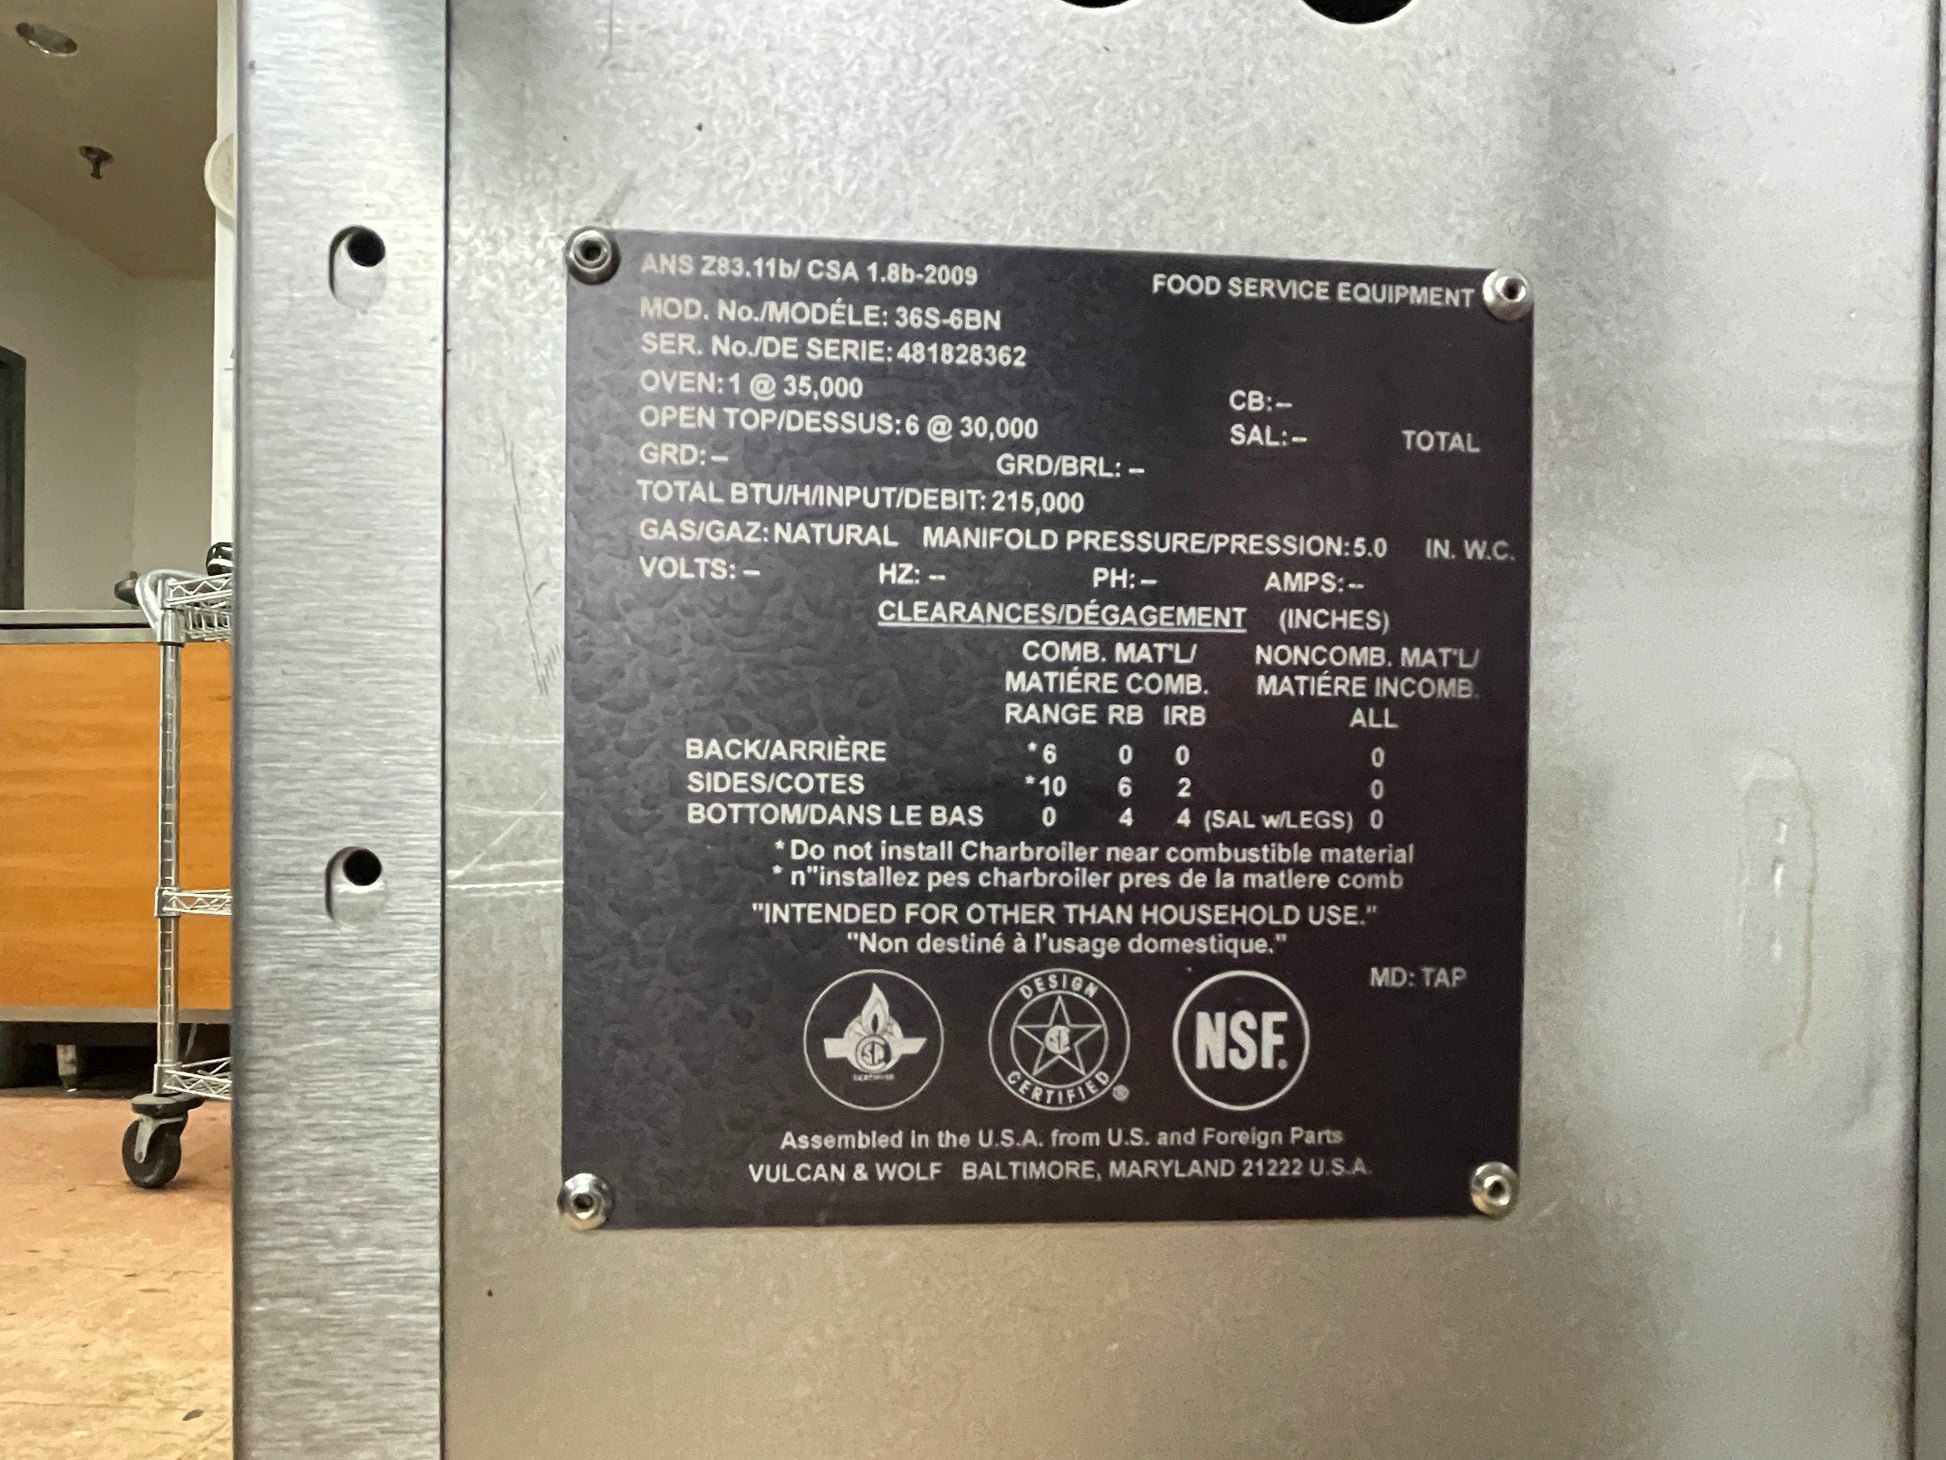 ANS Z83.11b/ CSA 1.8b-2009 FOOD SERVICE EQUIPMENT
MOD. No./MODÉLE: 36S-6BN
SER. No./DE SERIE: 481828362
OVEN: 1 @ 35,000 CB: –
OPEN TOP/DESSUS: 6 @ 30,000 SAL: – TOTAL
GRD: – GRD/BRL: –
TOTAL BTU/H/INPUT/DEBIT: 215,000
GAS/GAZ: NATURAL MANIFOLD PRESSURE/PRESSION: 5.0 IN. W.C.
VOLTS: – HZ: -- PH: – AMPS: --
CLEARANCES/DÉGAGEMENT (INCHES)
COMB. MAT'L/ NONCOMB. MAT'L/
MATIÉRE COMB. MATIÉRE INCOMB.
RANGE RB IRB ALL
BACK/ARRIÈRE *6 0 0 0
SIDES/COTES *10 6 2 0
BOTTOM/DANS LE BAS 0 4 4 (SAL w/LEGS) 0
* Do not install Charbroiler near combustible material
* n"installez pes charbroiler pres de la matlere comb
"INTENDED FOR OTHER THAN HOUSEHOLD USE."
"Non destiné à l'usage domestique."
MD: TAP
DESIGN CERTIFIED ®
NSF.
Assembled in the U.S.A. from U.S. and Foreign Parts
VULCAN & WOLF BALTIMORE, MARYLAND 21222 U.S.A.